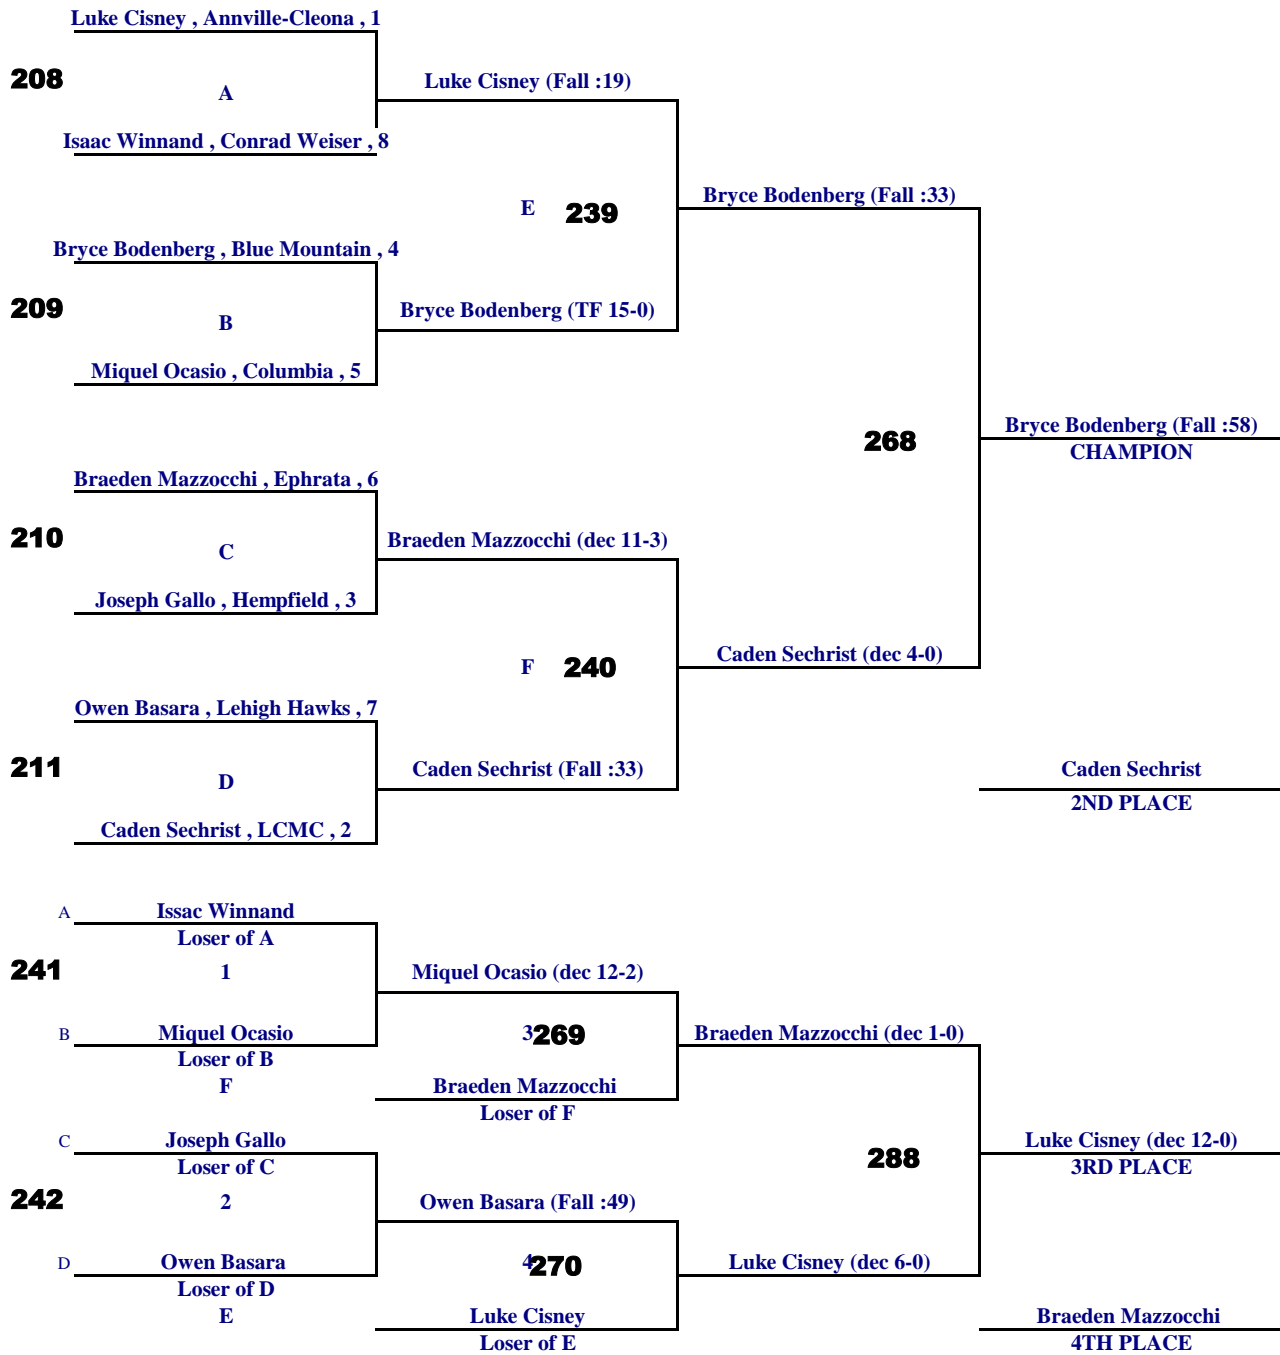 Luke Cisney , Annville-Cleona , 1
208
A
Luke Cisney (Fall :19)
Isaac Winnand , Conrad Weiser , 8
E 239
Bryce Bodenberg (Fall :33)
Bryce Bodenberg , Blue Mountain , 4
209
B
Bryce Bodenberg (TF 15-0)
Miquel Ocasio , Columbia , 5
268
Bryce Bodenberg (Fall :58)
CHAMPION
Braeden Mazzocchi , Ephrata , 6
210
C
Braeden Mazzocchi (dec 11-3)
Joseph Gallo , Hempfield , 3
F 240
Caden Sechrist (dec 4-0)
Owen Basara , Lehigh Hawks , 7
211
D
Caden Sechrist (Fall :33)
Caden Sechrist , LCMC , 2
Caden Sechrist
2ND PLACE
A Issac Winnand
Loser of A
241
1
Miquel Ocasio (dec 12-2)
B Miquel Ocasio
Loser of B
3 269
Braeden Mazzocchi (dec 1-0)
F
Braeden Mazzocchi
Loser of F
C Joseph Gallo
Loser of C
288
Luke Cisney (dec 12-0)
3RD PLACE
242
2
Owen Basara (Fall :49)
D Owen Basara
Loser of D
4 270
Luke Cisney (dec 6-0)
E
Luke Cisney
Loser of E
Braeden Mazzocchi
4TH PLACE